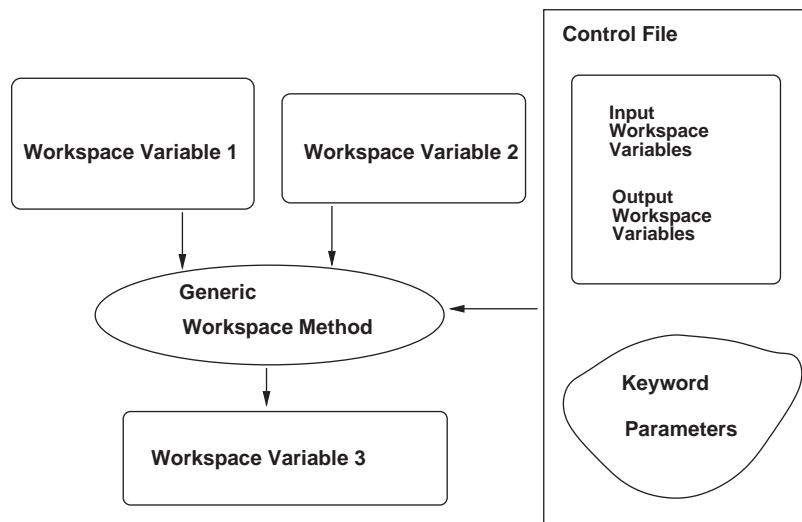 Control File
Workspace Variable 1
Workspace Variable 2
Input
Workspace
Variables
Output
Workspace
Variables
Generic
Workspace Method
Keyword
Parameters
Workspace Variable 3